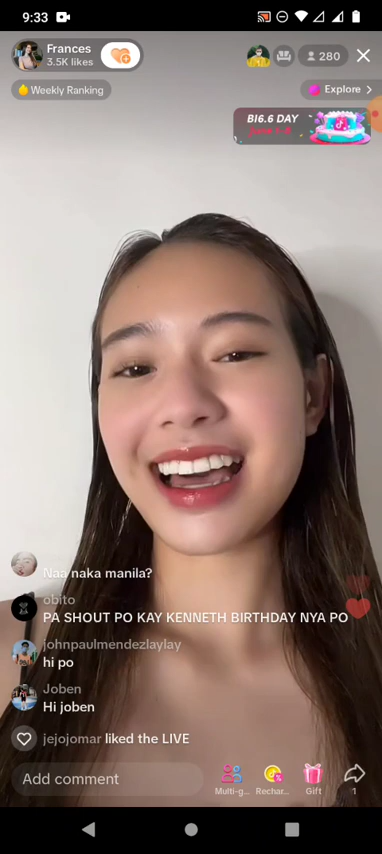 9:33
Frances
3.5K likes
280
Weekly Ranking
Explore
BI6.6 DAY
Naa naka manila?
obito
PA SHOUT PO KAY KENNETH BIRTHDAY NYA PO
johnpaulmendezlaylay
hi po
Joben
Hi joben
jejojomar liked the LIVE
Add comment
Multi-g...
Rechar...
Gift
1